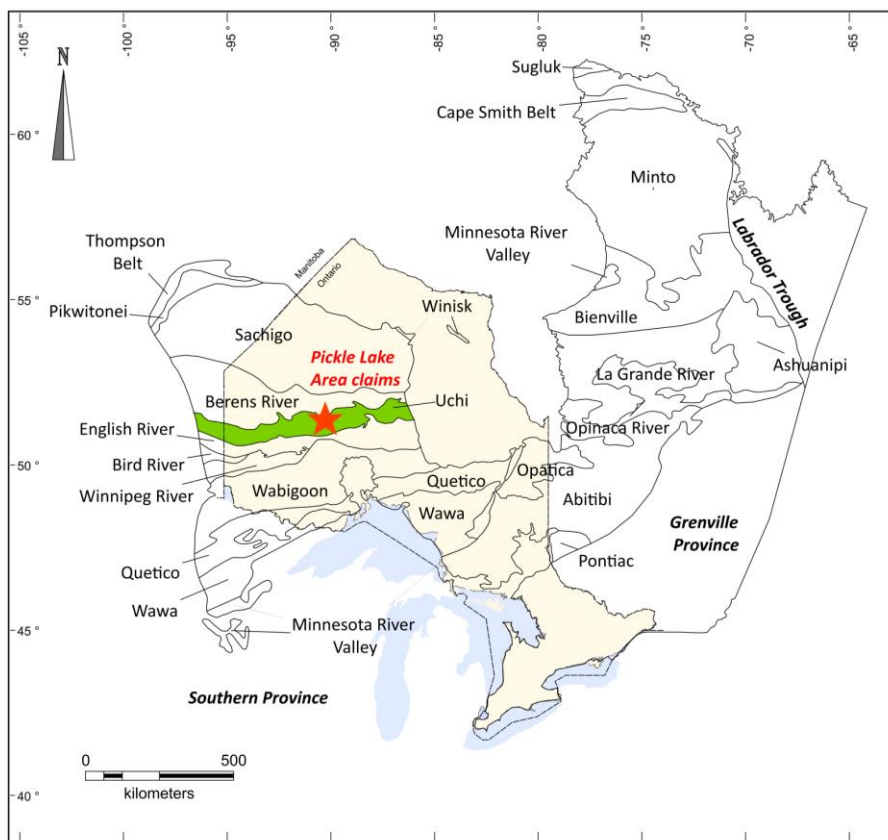 -105 °
-95 °
-90 °
-85 °
-80 °
-75 °
-70 °
-65 °
N
Sugluk
Cape Smith Belt
60 °
Minto
Minnesota River
Valley
Labrador Trough
Thompson
Belt
Manitoba
Ontario
55 °
Pikwitonei
Winisk
Sachigo
Bienville
Pickle Lake
Area claims
Ashuanipi
La Grande River
Berens River
Uchi
English River
Opinaca River
Bird River
50 °
Quetico
Opatica
Winnipeg River
Wabigoon
Abitibi
Wawa
Grenville
Province
Pontiac
Quetico
Wawa
Minnesota River
Valley
45 °
Southern Province
0
500
kilometers
40 °